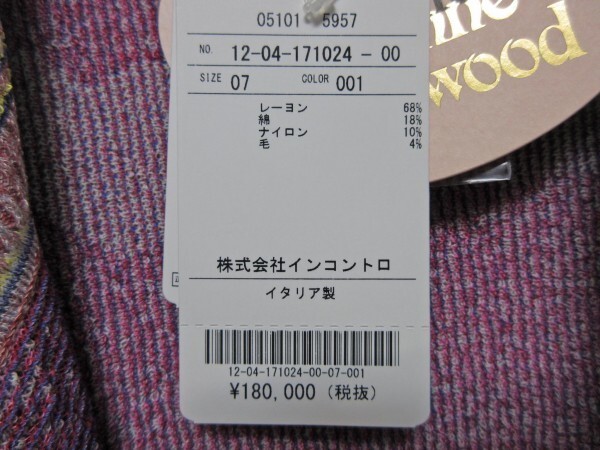 05101 5957
NO. 12-04-171024-00
SIZE 07 COLOR 001
レーヨン 68%
綿 18%
ナイロン 10%
毛 4%
株式会社インコントロ
イタリア製
12-04-171024-00-07-001
¥180,000（税抜）
wood